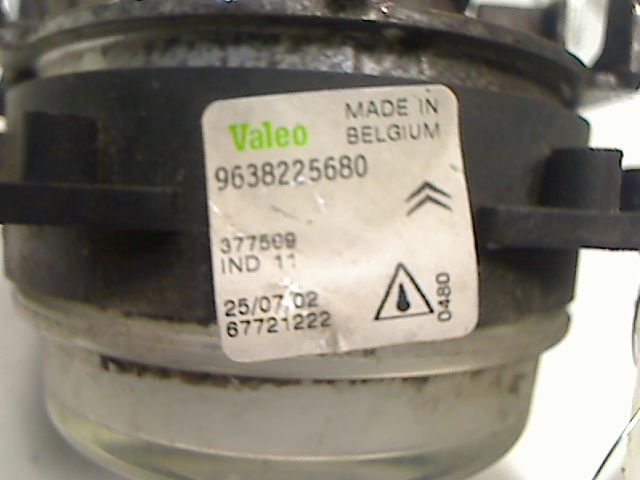 Valeo
MADE IN
BELGIUM
9638225680
377509
IND 11
25/07/02
67721222
0480